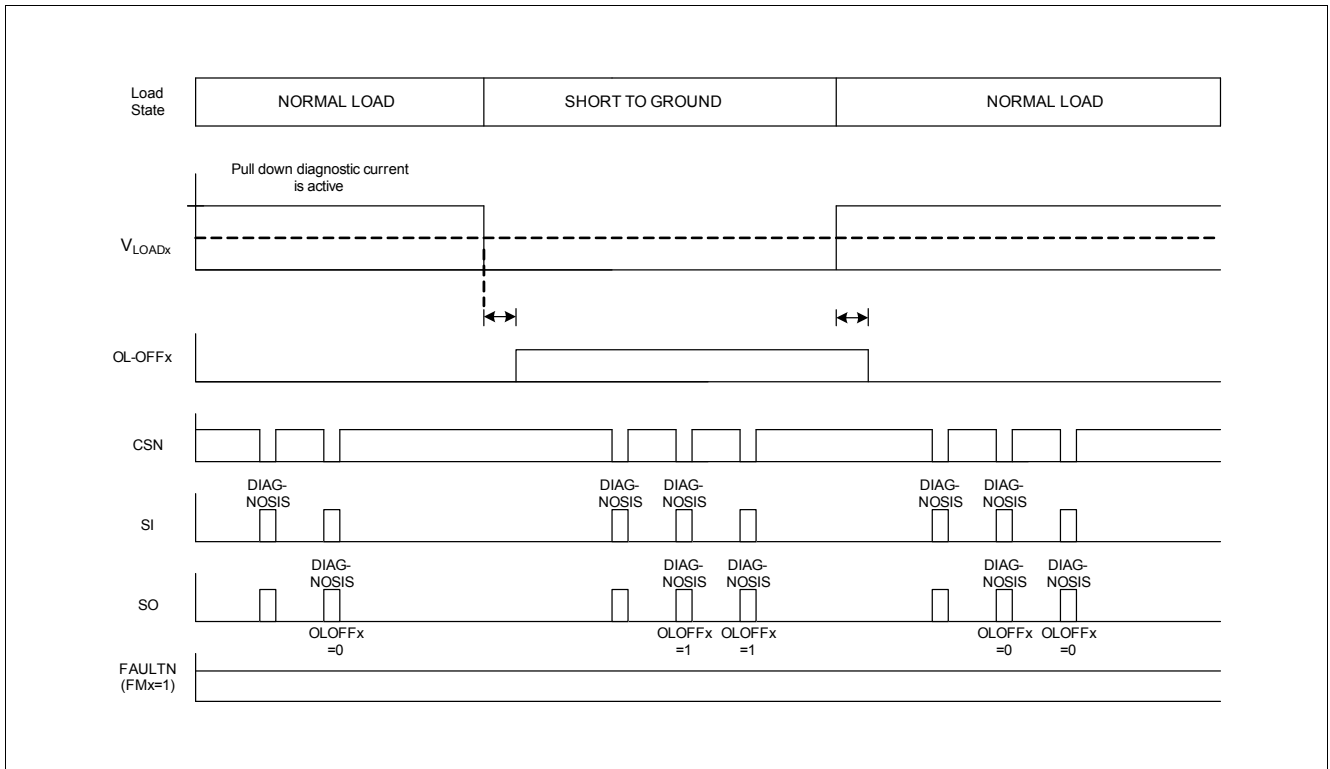 Load
State
NORMAL LOAD
SHORT TO GROUND
NORMAL LOAD
Pull down diagnostic current
is active
VLOADx
OL-OFFx
CSN
DIAG-
NOSIS
DIAG-
NOSIS
DIAG-
NOSIS
DIAG-
NOSIS
DIAG-
NOSIS
SI
DIAG-
NOSIS
DIAG-
NOSIS
DIAG-
NOSIS
DIAG-
NOSIS
DIAG-
NOSIS
SO
OLOFFx
=0
OLOFFx
=1
OLOFFx
=1
OLOFFx
=0
OLOFFx
=0
FAULTN
(FMx=1)